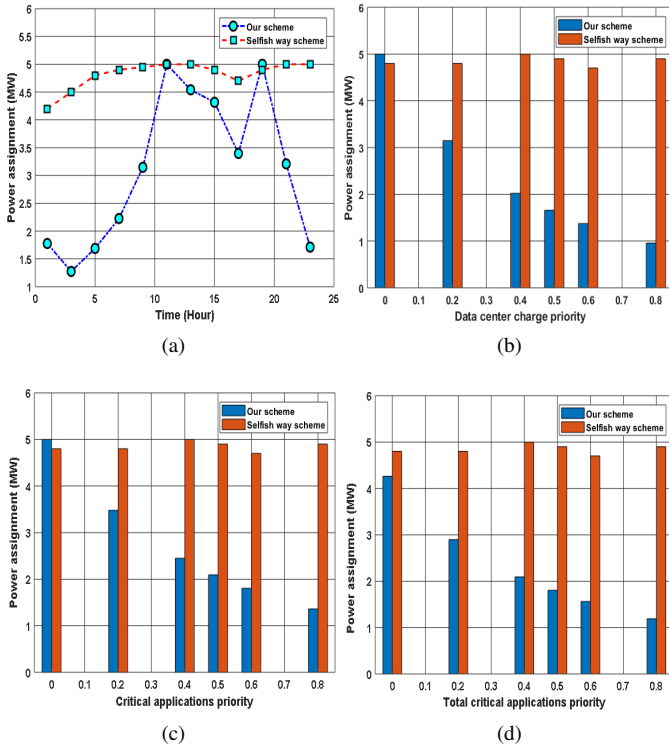 6
5.5
5
4.5
4
3.5
3
2.5
2
1.5
1
Power assignment (MW)
Our scheme
Selfish way scheme
0 5 10 15 20 25
Time (Hour)
(a)
6
5
4
3
2
1
0
Power assignment (MW)
Our scheme
Selfish way scheme
0 0.1 0.2 0.3 0.4 0.5 0.6 0.7 0.8
Data center charge priority
(b)
6
5
4
3
2
1
0
Power assignment (MW)
Our scheme
Selfish way scheme
0 0.1 0.2 0.3 0.4 0.5 0.6 0.7 0.8
Critical applications priority
(c)
6
5
4
3
2
1
0
Power assignment (MW)
Our scheme
Selfish way scheme
0 0.1 0.2 0.3 0.4 0.5 0.6 0.7 0.8
Total critical applications priority
(d)